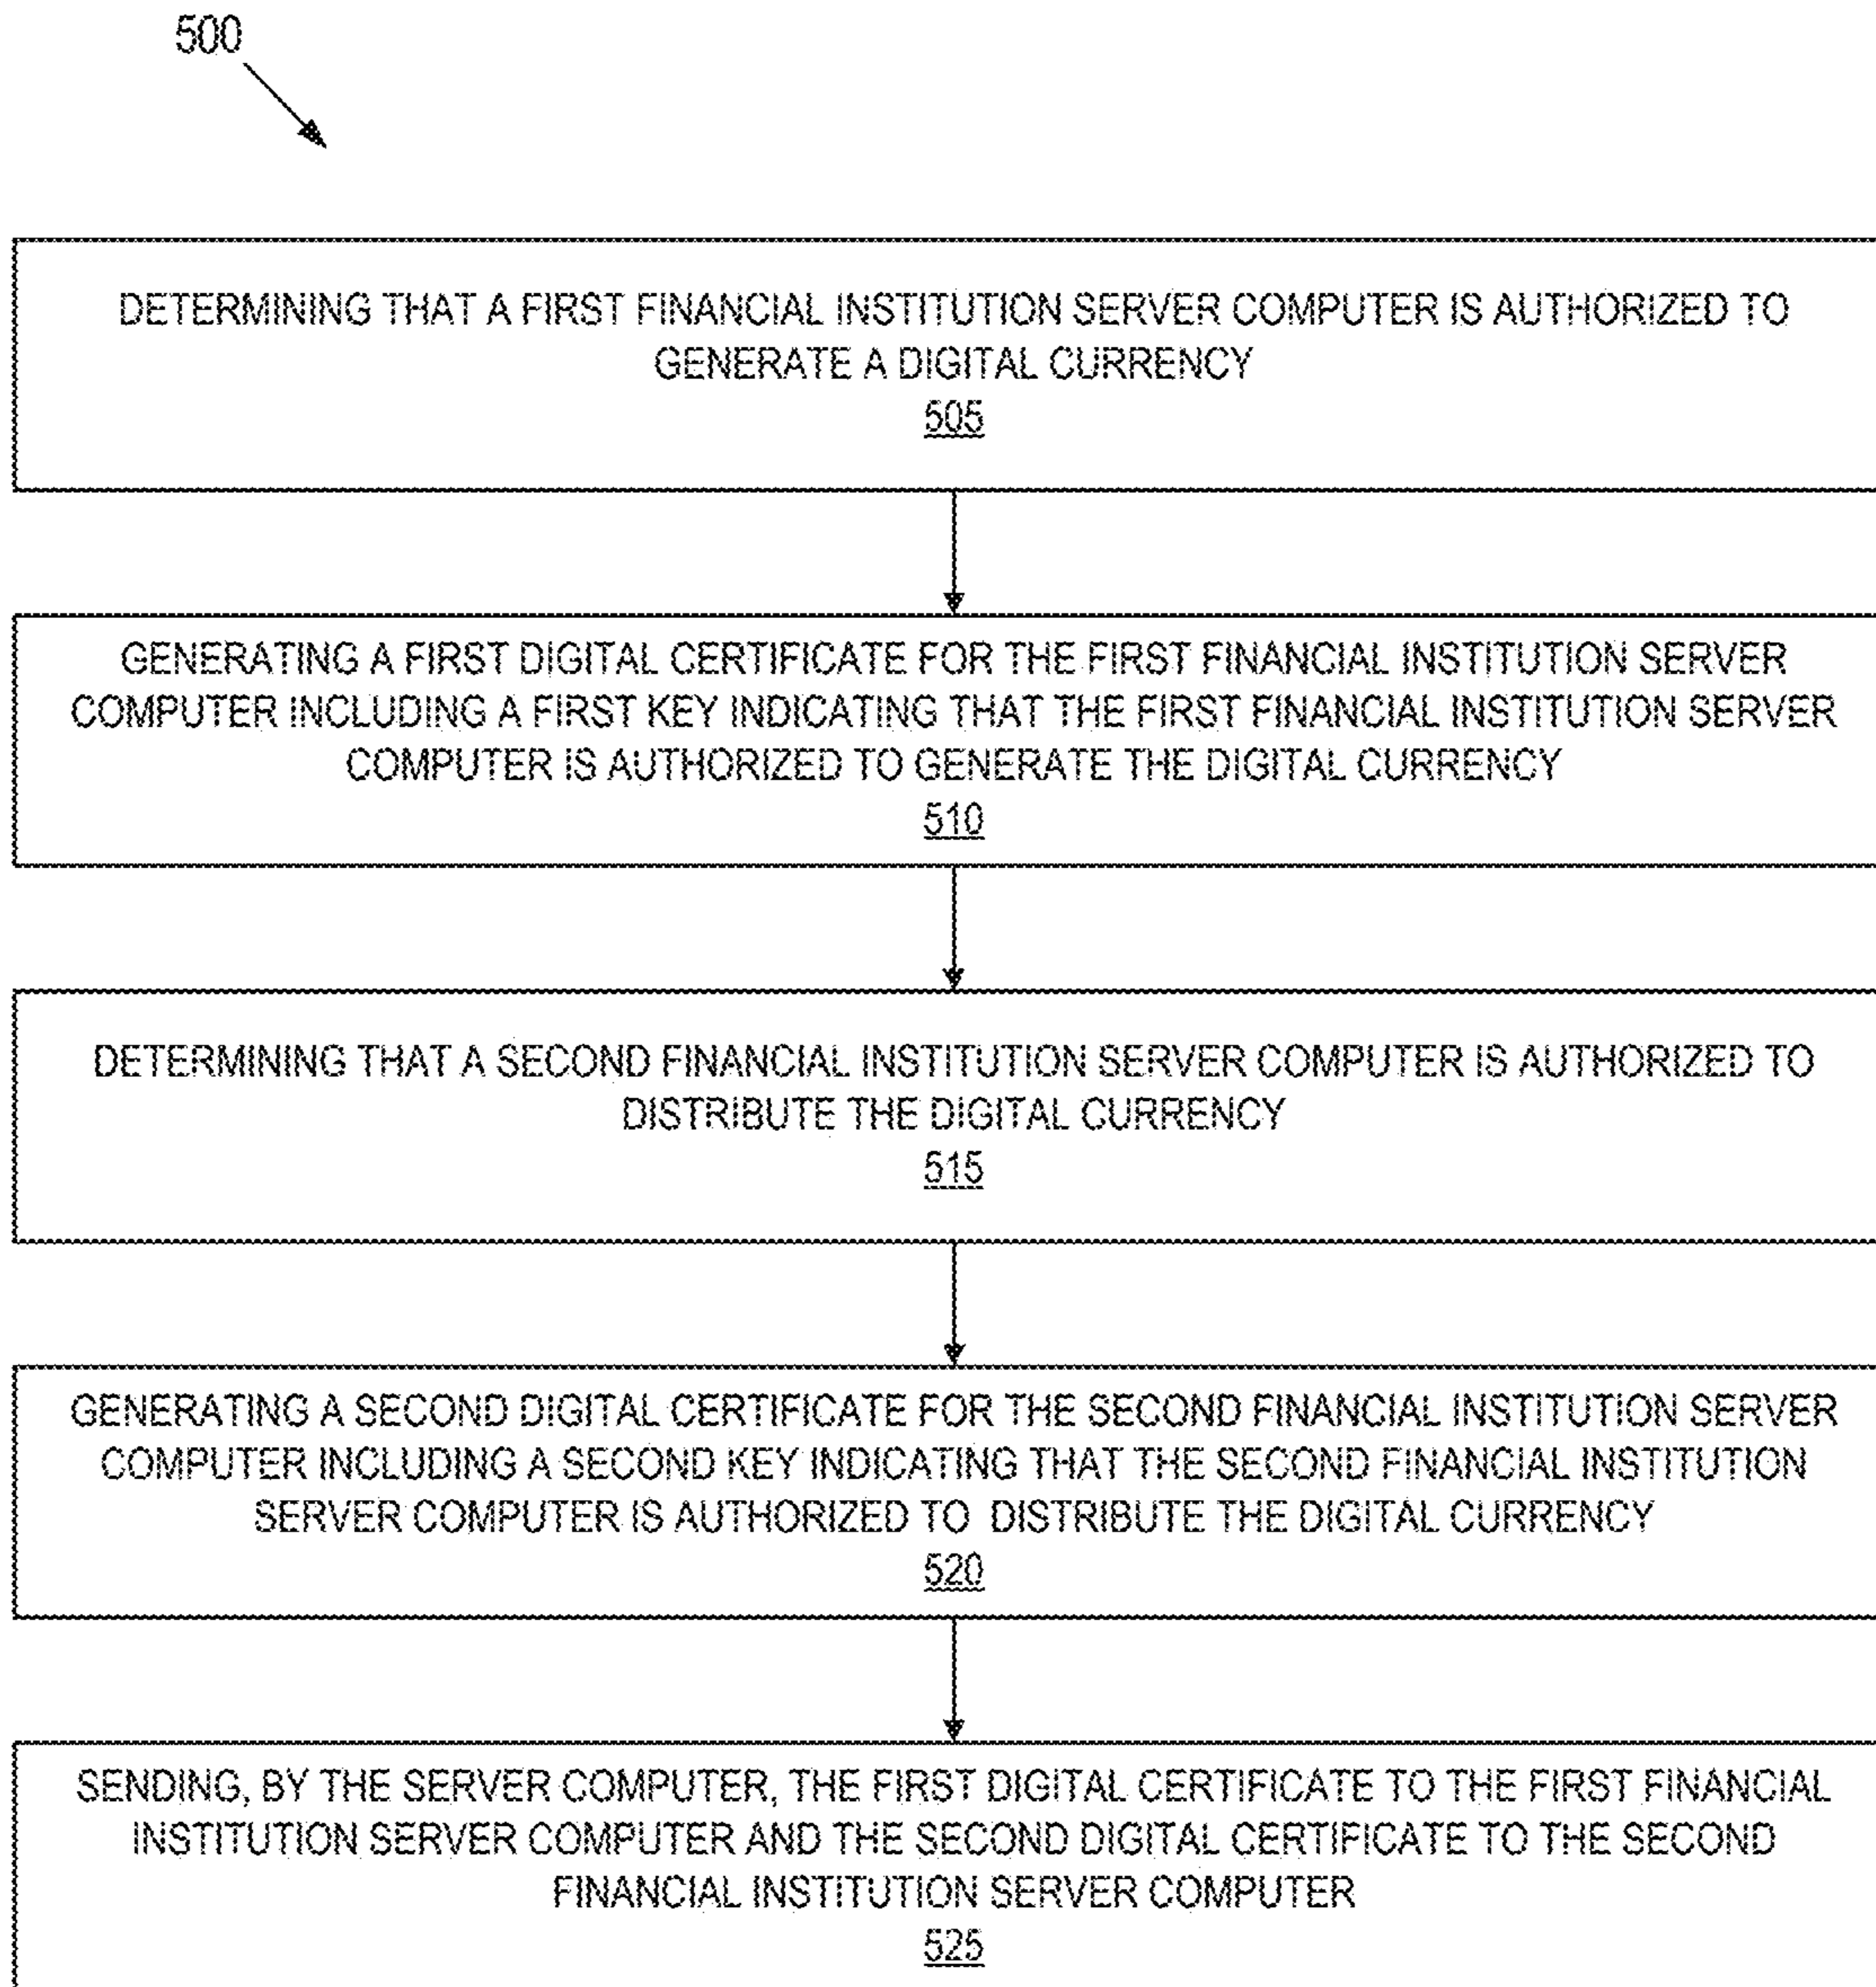 500
DETERMINING THAT A FIRST FINANCIAL INSTITUTION SERVER COMPUTER IS AUTHORIZED TO
GENERATE A DIGITAL CURRENCY
505
GENERATING A FIRST DIGITAL CERTIFICATE FOR THE FIRST FINANCIAL INSTITUTION SERVER
COMPUTER INCLUDING A FIRST KEY INDICATING THAT THE FIRST FINANCIAL INSTITUTION SERVER
COMPUTER IS AUTHORIZED TO GENERATE THE DIGITAL CURRENCY
510
DETERMINING THAT A SECOND FINANCIAL INSTITUTION SERVER COMPUTER IS AUTHORIZED TO
DISTRIBUTE THE DIGITAL CURRENCY
515
GENERATING A SECOND DIGITAL CERTIFICATE FOR THE SECOND FINANCIAL INSTITUTION SERVER
COMPUTER INCLUDING A SECOND KEY INDICATING THAT THE SECOND FINANCIAL INSTITUTION
SERVER COMPUTER IS AUTHORIZED TO DISTRIBUTE THE DIGITAL CURRENCY
520
SENDING, BY THE SERVER COMPUTER, THE FIRST DIGITAL CERTIFICATE TO THE FIRST FINANCIAL
INSTITUTION SERVER COMPUTER AND THE SECOND DIGITAL CERTIFICATE TO THE SECOND
FINANCIAL INSTITUTION SERVER COMPUTER
525